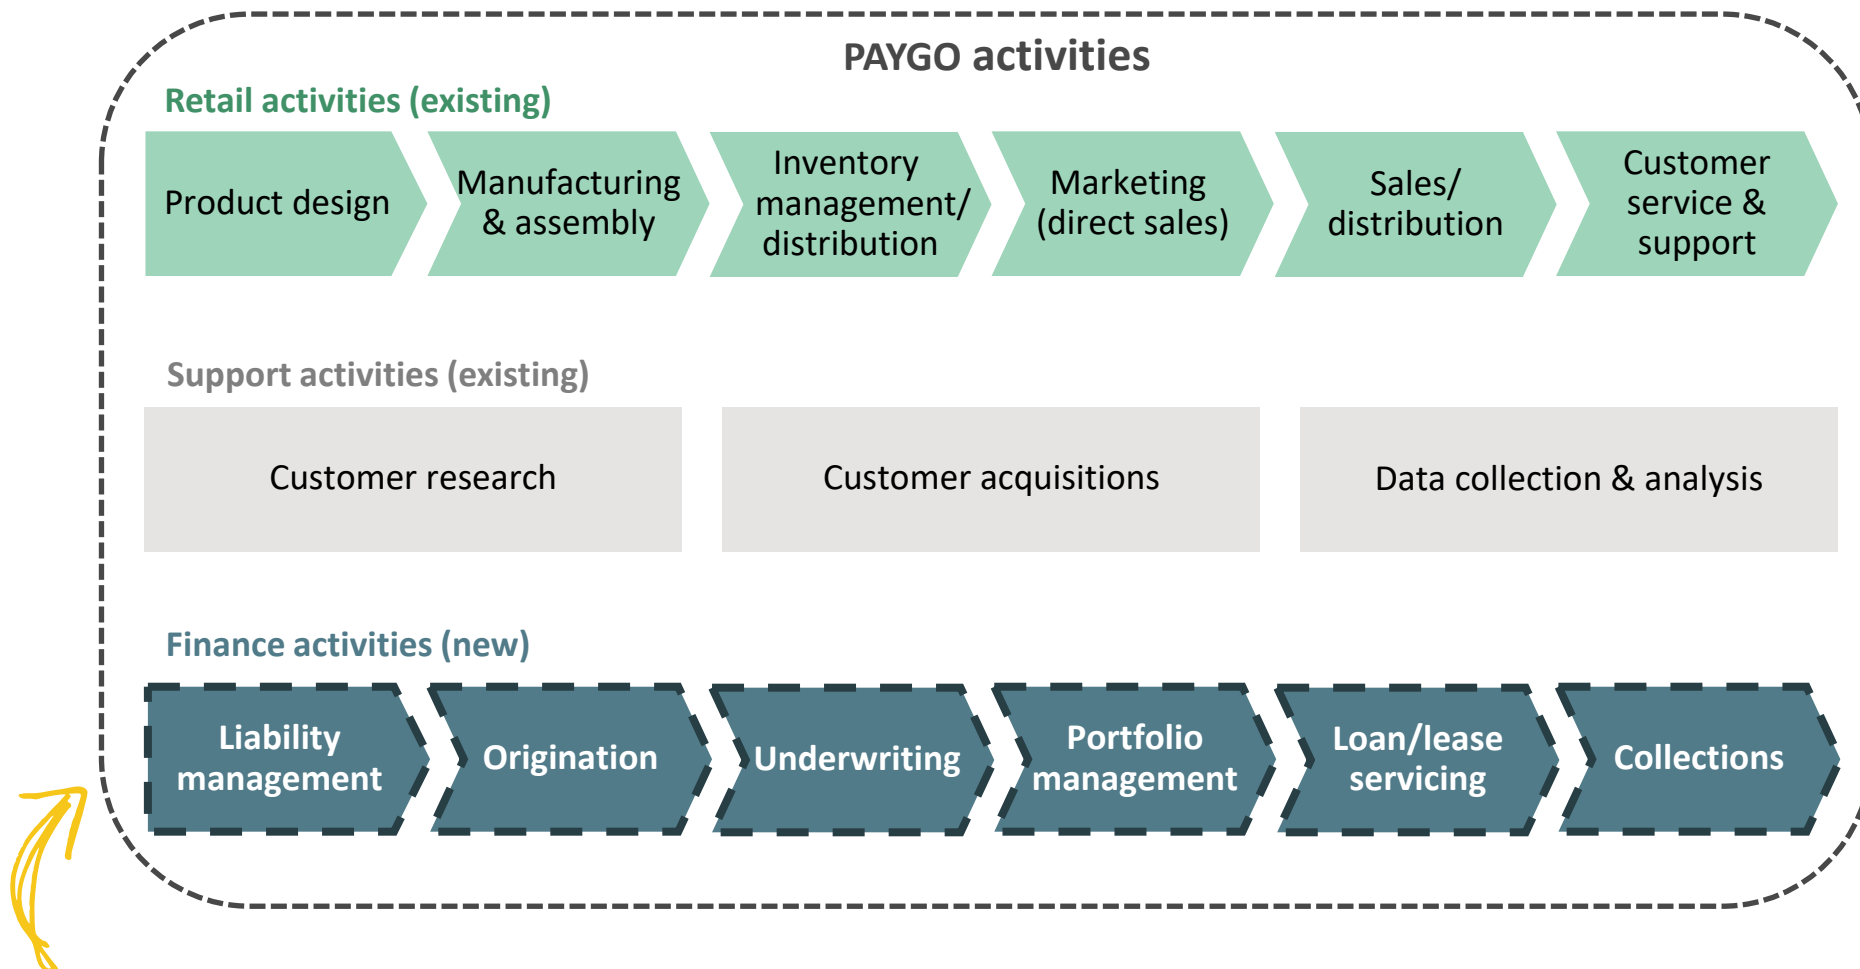 PAYGO activities
Retail activities (existing)
Product design
Manufacturing
& assembly
Inventory
management/
distribution
Marketing
(direct sales)
Sales/
distribution
Customer
service &
support
Support activities (existing)
Customer research
Customer acquisitions
Data collection & analysis
Finance activities (new)
Liability
management
Origination
Underwriting
Portfolio
management
Loan/lease
servicing
Collections